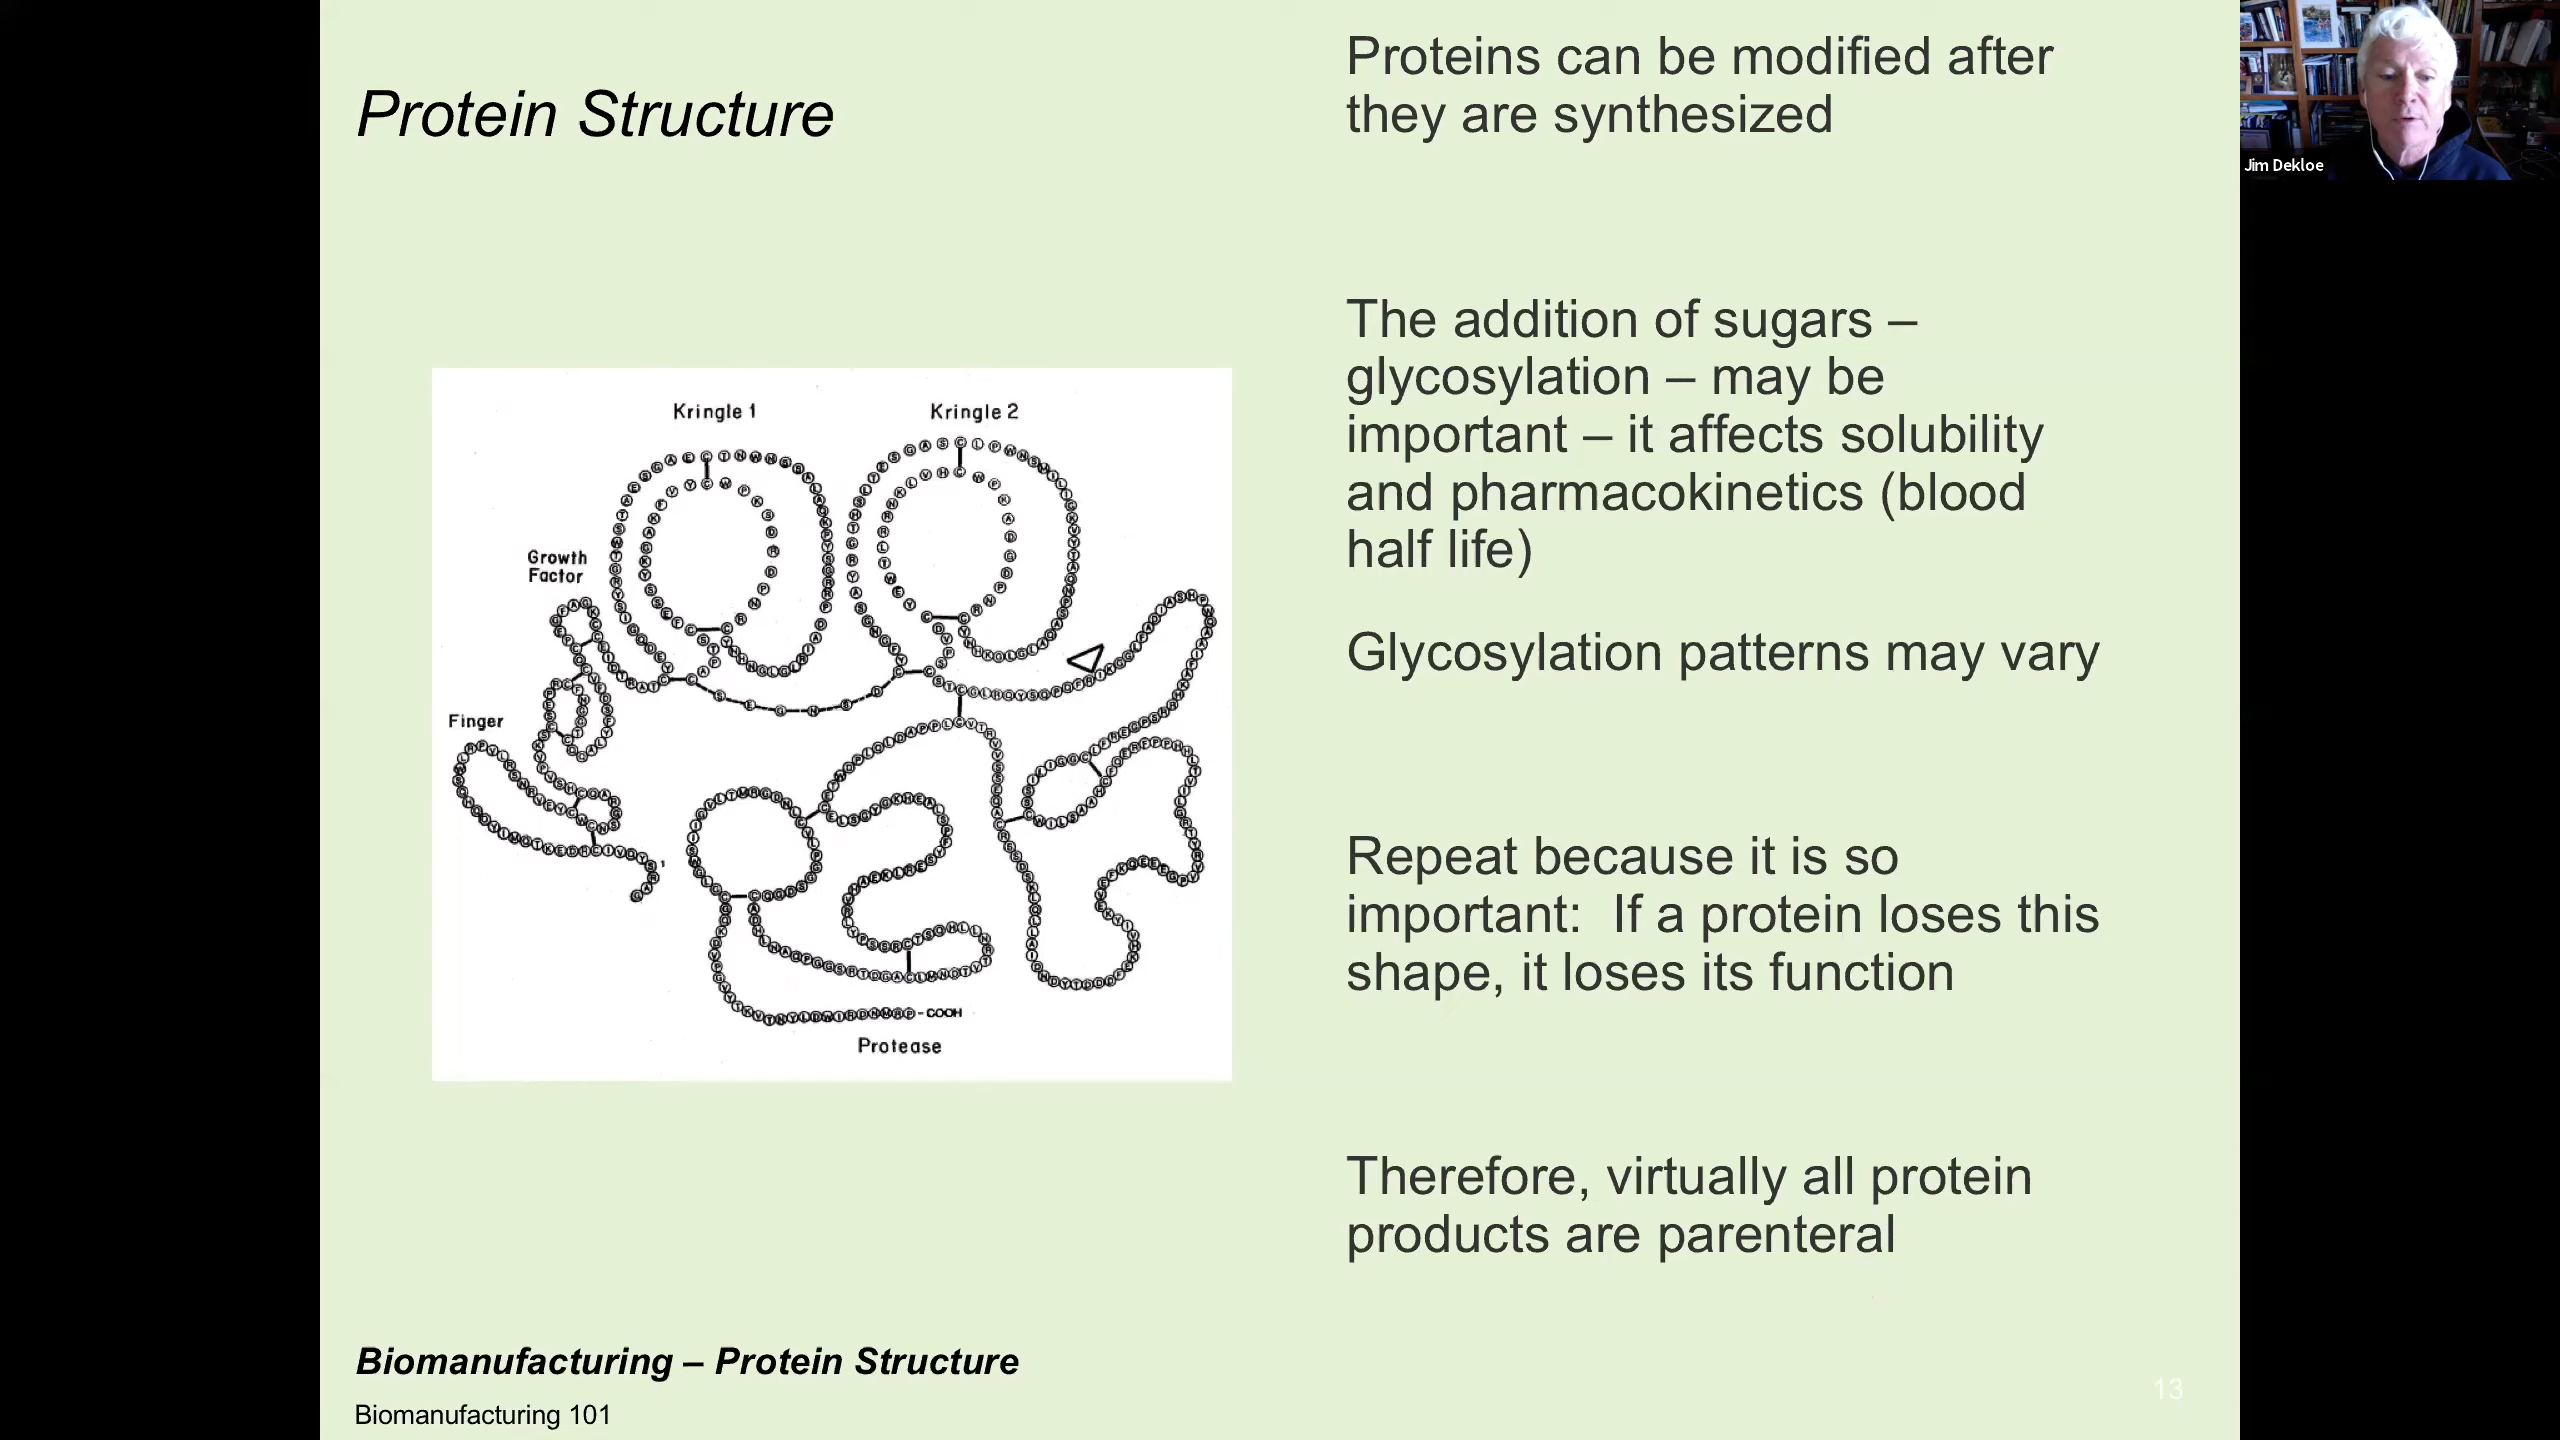 Protein Structure
Proteins can be modified after
they are synthesized
The addition of sugars –
glycosylation – may be
important – it affects solubility
and pharmacokinetics (blood
half life)
Glycosylation patterns may vary
Repeat because it is so
important:  If a protein loses this
shape, it loses its function
Therefore, virtually all protein
products are parenteral
Kringle 1
Kringle 2
Growth
Factor
Finger
-COOH
Protease
Biomanufacturing – Protein Structure
Biomanufacturing 101
13
Jim Dekloe